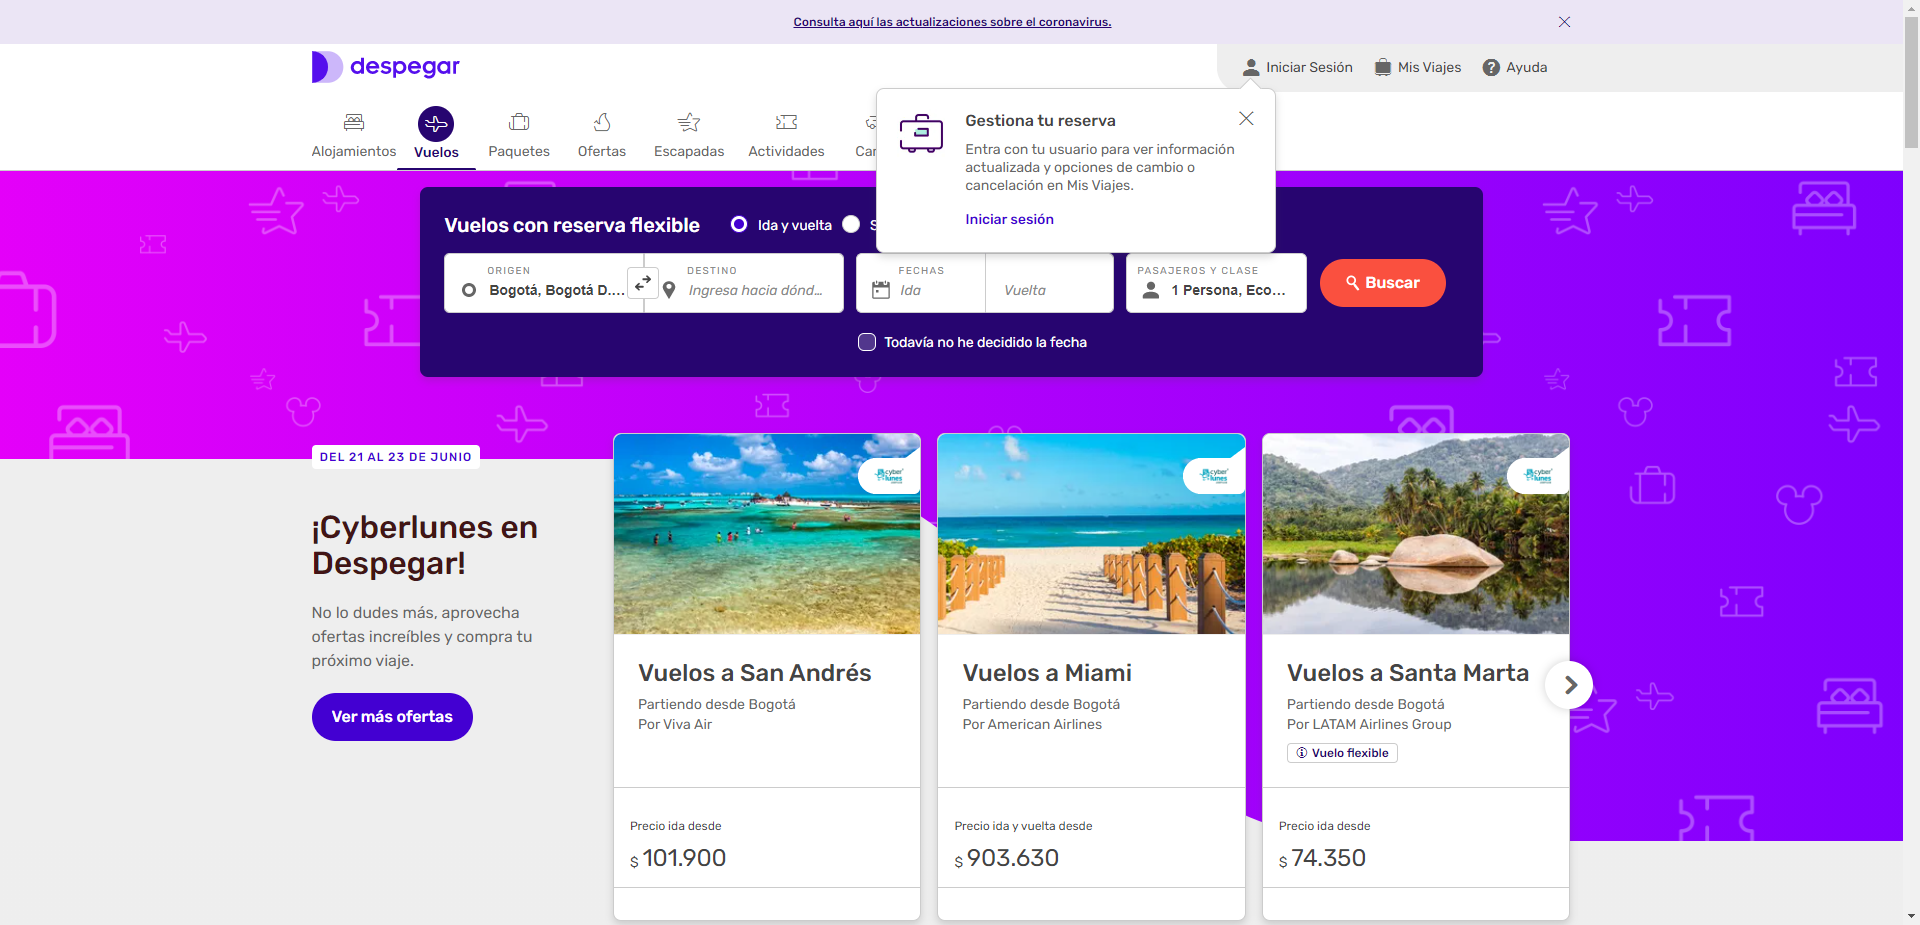 Consulta aquí las actualizaciones sobre el coronavirus.
despegar
Iniciar Sesión
Mis Viajes
Ayuda
Alojamientos
Vuelos
Paquetes
Ofertas
Escapadas
Actividades
Gestiona tu reserva
Entra con tu usuario para ver información
actualizada y opciones de cambio o
cancelación en Mis Viajes.
Iniciar sesión
Vuelos con reserva flexible
Ida y vuelta
ORIGEN
Bogotá, Bogotá D....
DESTINO
Ingresa hacia dónd...
FECHAS
Ida
Vuelta
PASAJEROS Y CLASE
1 Persona, Eco...
Buscar
Todavía no he decidido la fecha
DEL 21 AL 23 DE JUNIO
¡Cyberlunes en
Despegar!
No lo dudes más, aprovecha
ofertas increíbles y compra tu
próximo viaje.
Ver más ofertas
cyber
lunes
Vuelos a San Andrés
Partiendo desde Bogotá
Por Viva Air
Precio ida desde
$ 101.900
cyber
lunes
Vuelos a Miami
Partiendo desde Bogotá
Por American Airlines
Precio ida y vuelta desde
$ 903.630
cyber
lunes
Vuelos a Santa Marta
Partiendo desde Bogotá
Por LATAM Airlines Group
Vuelo flexible
Precio ida desde
$ 74.350